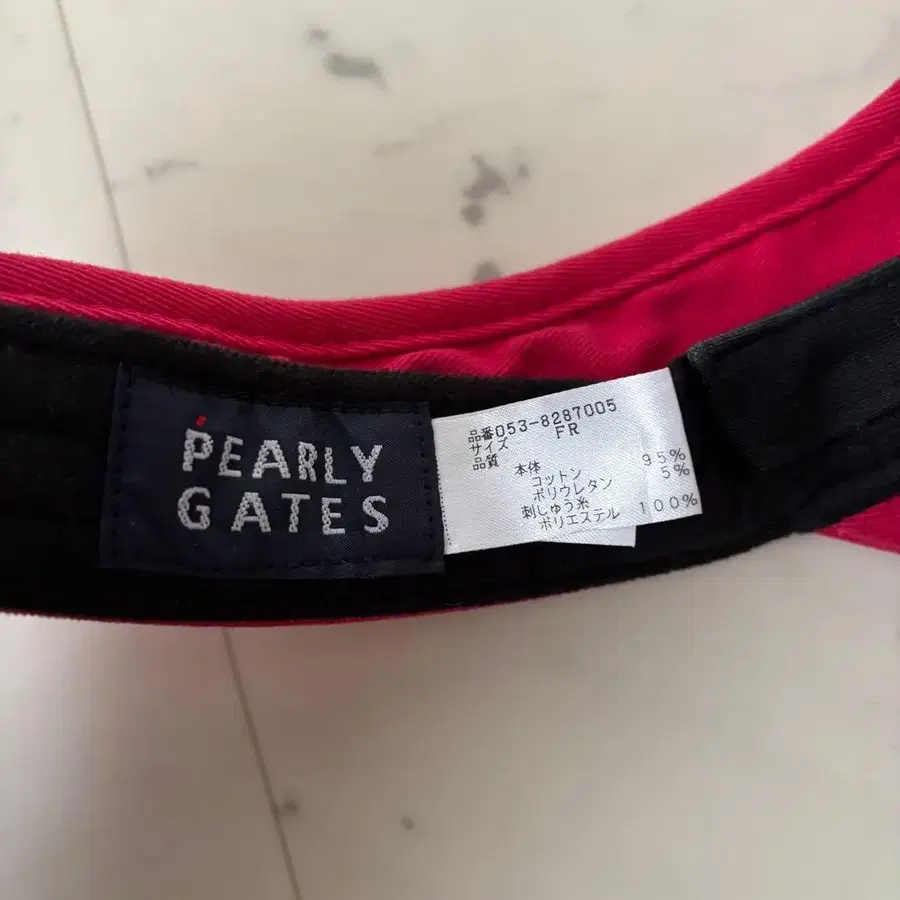 PEARLY
GATES
品番053-8287005
サイズ FR
品質
本体
コットン 95%
ポリウレタン 5%
刺しゅう糸
ポリエステル 100%